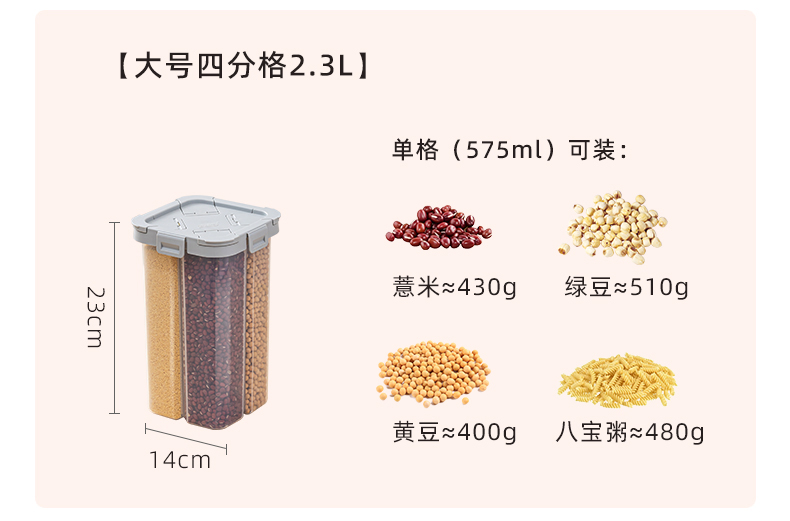 【大号四分格2.3L】
单格（575ml）可装：
薏米≈430g
绿豆≈510g
23cm
黄豆≈400g
八宝粥≈480g
14cm